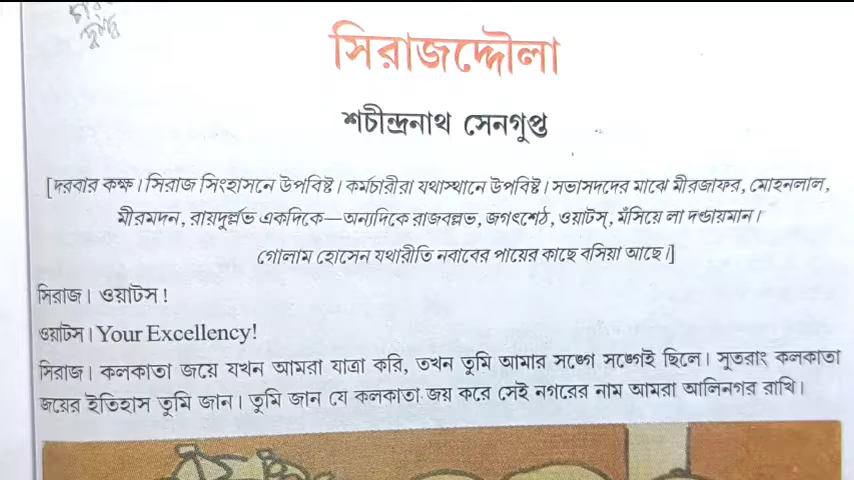 সিরাজদ্দৌলা
শচীন্দ্রনাথ সেনগুপ্ত
[দরবার কক্ষ। সিরাজ সিংহাসনে উপবিষ্ট। কর্মচারীরা যথাস্থানে উপবিষ্ট। সভাসদদের মাঝে মীরজাফর, মোহনলাল,
মীরমদন, রায়দুর্লভ একদিকে—অন্যদিকে রাজবল্লভ, জগৎশেঠ, ওয়াটস্, মঁসিয়ে লা দণ্ডায়মান।
গোলাম হোসেন যথারীতি নবাবের পায়ের কাছে বসিয়া আছে।]
সিরাজ। ওয়াটস!
ওয়াটস। Your Excellency!
সিরাজ। কলকাতা জয়ে যখন আমরা যাত্রা করি, তখন তুমি আমার সঙ্গে সঙ্গেই ছিলে। সুতরাং কলকাতা
জয়ের ইতিহাস তুমি জান। তুমি জান যে কলকাতা জয় করে সেই নগরের নাম আমরা আলিনগর রাখি।